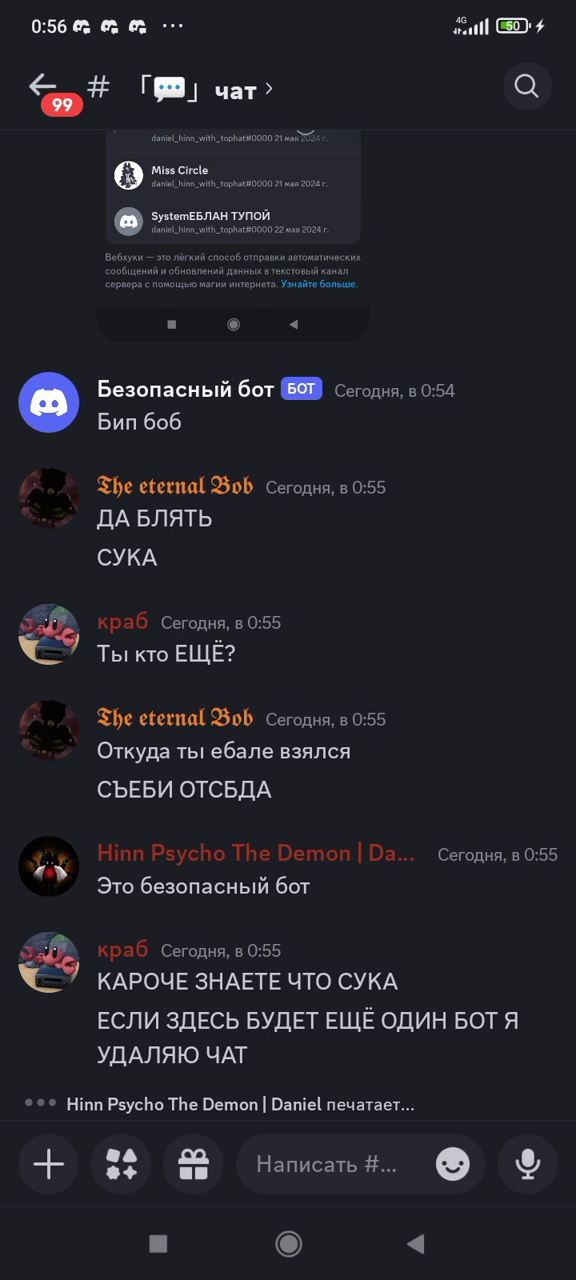 0:56 ...
4G 50
99 # 「💬」 чат ›
daniel_hinn_with_tophat#0000 21 мая 2024 г.
Miss Circle
daniel_hinn_with_tophat#0000 21 мая 2024 г.
SystemЕБЛАН ТУПОЙ
daniel_hinn_with_tophat#0000 22 мая 2024 г.
Вебхуки — это лёгкий способ отправки автоматических
сообщений и обновлений данных в текстовый канал
сервера с помощью магии интернета. Узнайте больше.
Безопасный бот БОТ Сегодня, в 0:54
Бип боб
The eternal Bob Сегодня, в 0:55
ДА БЛЯТЬ
СУКА
краб Сегодня, в 0:55
Ты кто ЕЩЁ?
The eternal Bob Сегодня, в 0:55
Откуда ты ебале взялся
СЪЕБИ ОТСБДА
Hinn Psycho The Demon | Da... Сегодня, в 0:55
Это безопасный бот
краб Сегодня, в 0:55
КАРОЧЕ ЗНАЕТЕ ЧТО СУКА
ЕСЛИ ЗДЕСЬ БУДЕТ ЕЩЁ ОДИН БОТ Я
УДАЛЯЮ ЧАТ
Hinn Psycho The Demon | Daniel печатает...
Написать #...